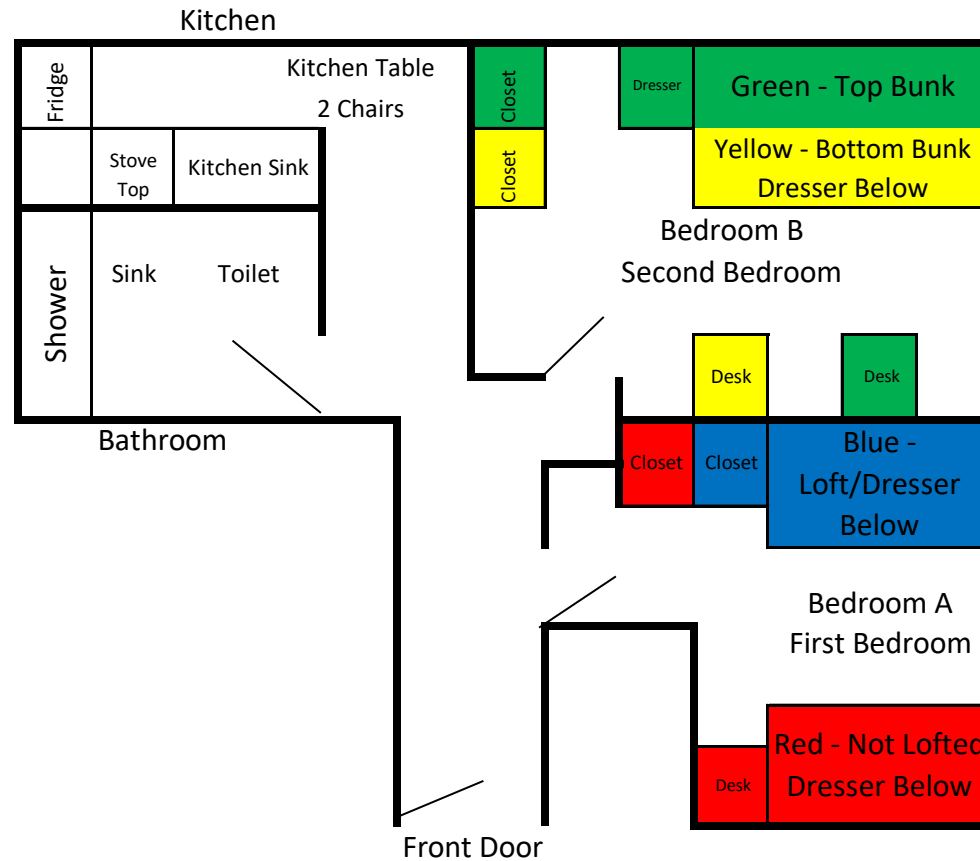 Kitchen
Fridge
Kitchen Table
2 Chairs
Closet
Dresser
Green - Top Bunk
Stove
Top
Kitchen Sink
Closet
Yellow - Bottom Bunk
Dresser Below
Shower
Sink
Toilet
Bedroom B
Second Bedroom
Desk
Desk
Bathroom
Closet
Closet
Blue -
Loft/Dresser
Below
Bedroom A
First Bedroom
Red - Not Lofted
Dresser Below
Desk
Front Door